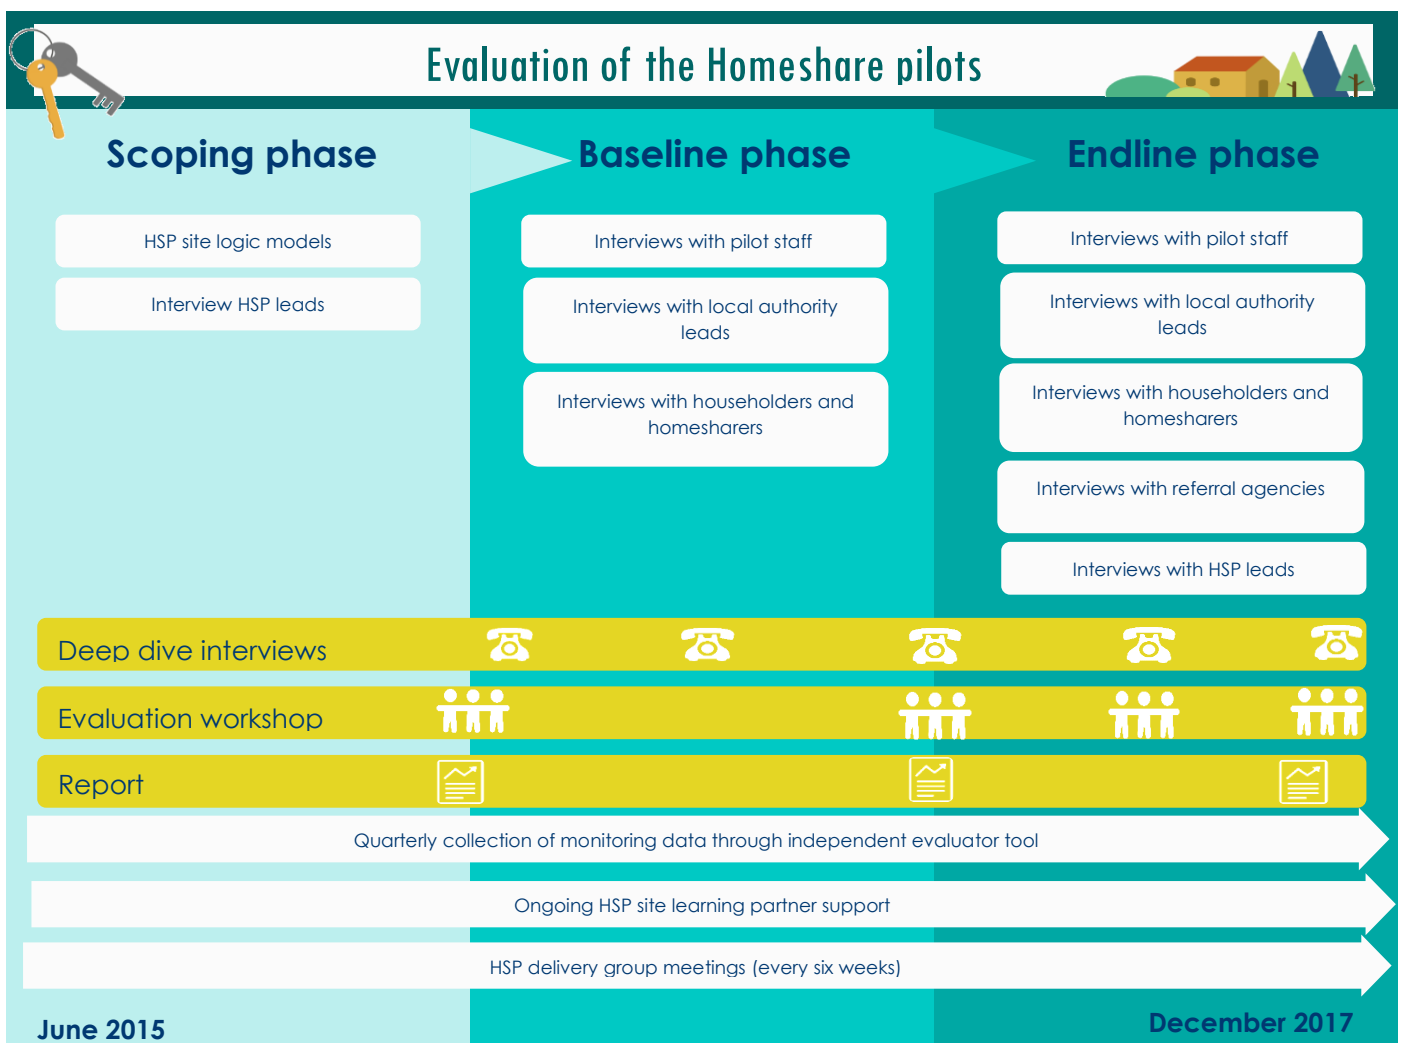 Evaluation of the Homeshare pilots
Scoping phase
HSP site logic models
Interview HSP leads
Baseline phase
Interviews with pilot staff
Interviews with local authority
leads
Interviews with householders and
homesharers
Endline phase
Interviews with pilot staff
Interviews with local authority
leads
Interviews with householders and
homesharers
Interviews with referral agencies
Interviews with HSP leads
Deep dive interviews
Evaluation workshop
Report
Quarterly collection of monitoring data through independent evaluator tool
Ongoing HSP site learning partner support
HSP delivery group meetings (every six weeks)
June 2015
December 2017